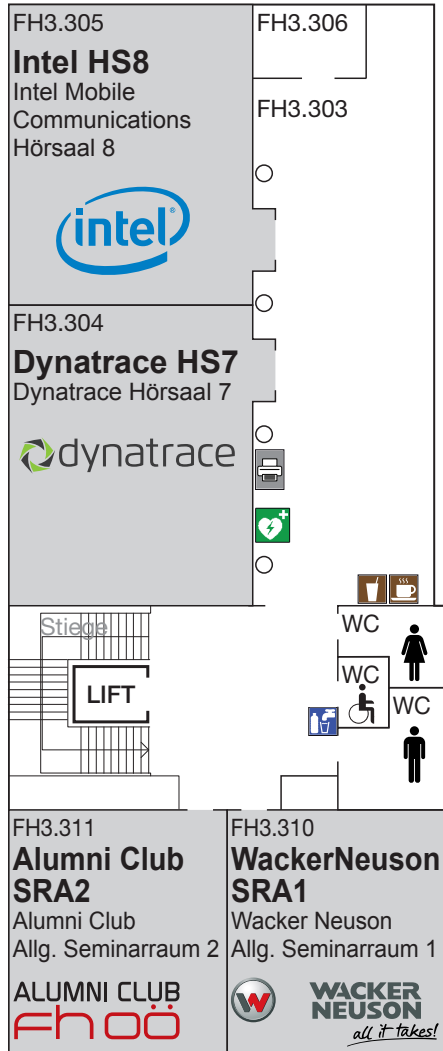 FH3.305
Intel HS8
Intel Mobile
Communications
Hörsaal 8
intel®
FH3.306
FH3.303
FH3.304
Dynatrace HS7
Dynatrace Hörsaal 7
dynatrace
Stiege
LIFT
WC
WC
WC
FH3.311
Alumni Club
SRA2
Alumni Club
Allg. Seminarraum 2
ALUMNI CLUB
fh oö
FH3.310
WackerNeuson
SRA1
Wacker Neuson
Allg. Seminarraum 1
W
WACKER
NEUSON
all it takes!